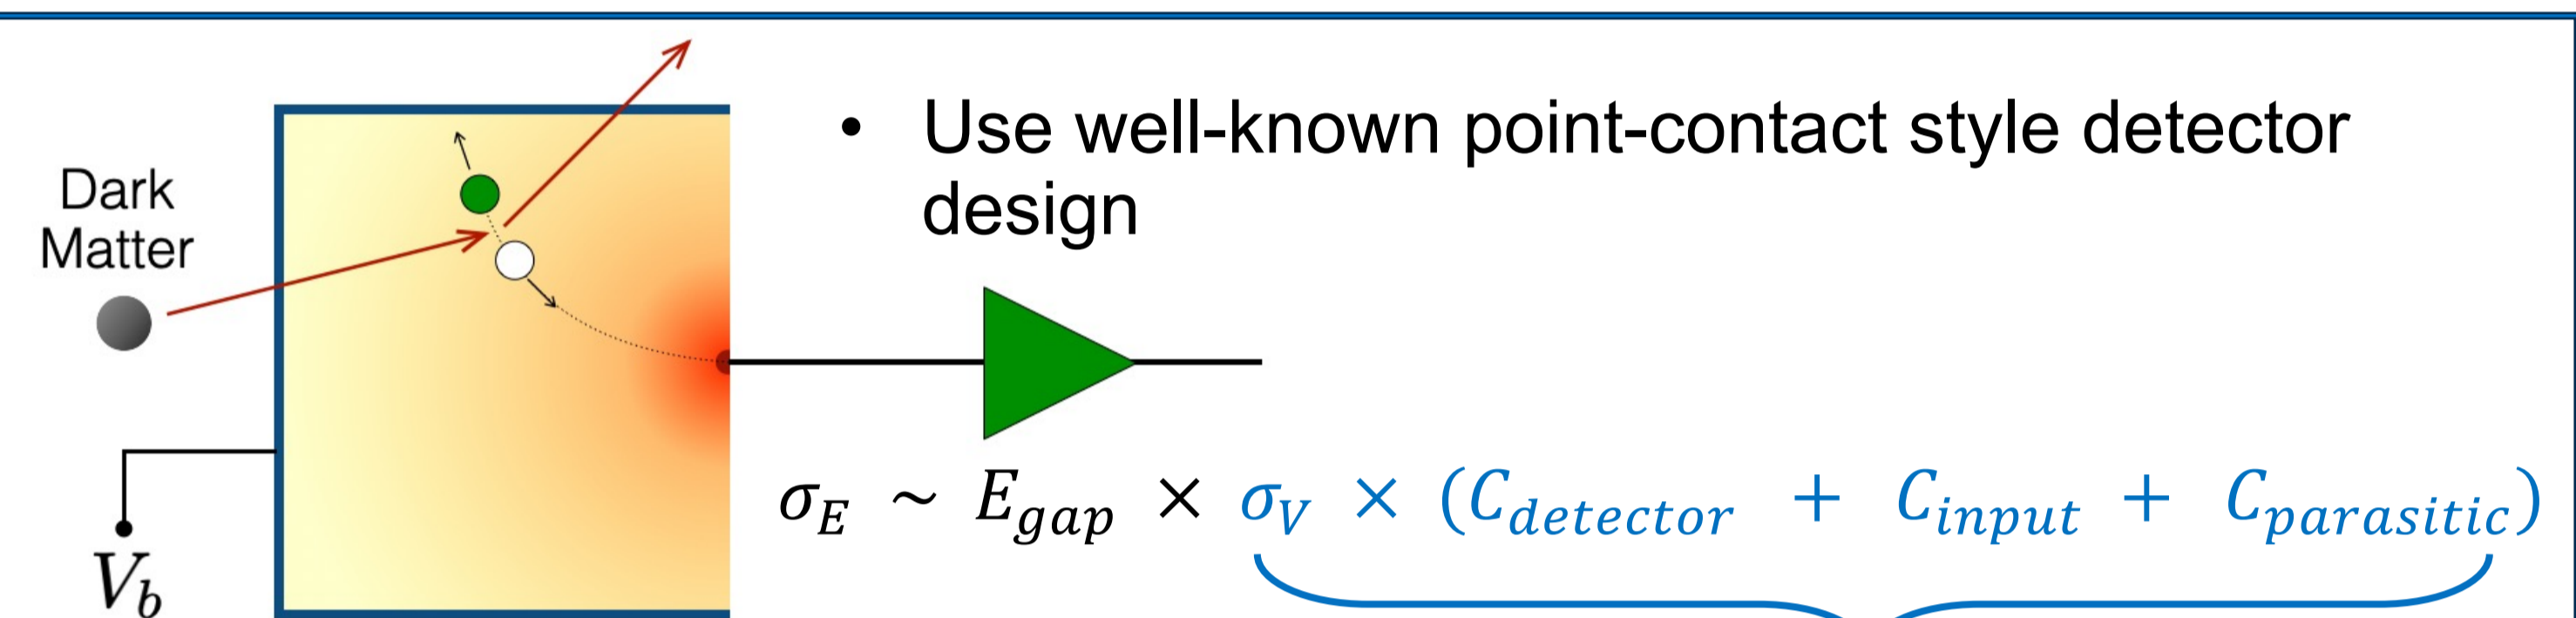 • Use well-known point-contact style detector
design
Dark
Matter
σ_E ~ E_gap × σ_V × (C_detector + C_input + C_parasitic)
V_b